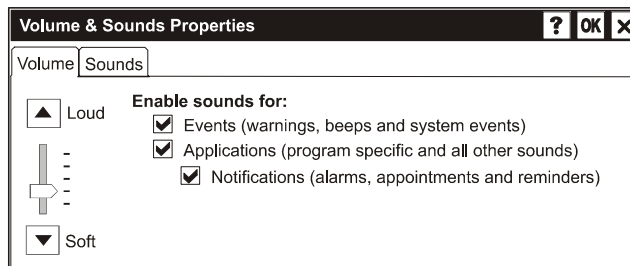 Volume & Sounds Properties ? OK ×
Volume Sounds
Loud
Enable sounds for:
Events (warnings, beeps and system events)
Applications (program specific and all other sounds)
Notifications (alarms, appointments and reminders)
Soft